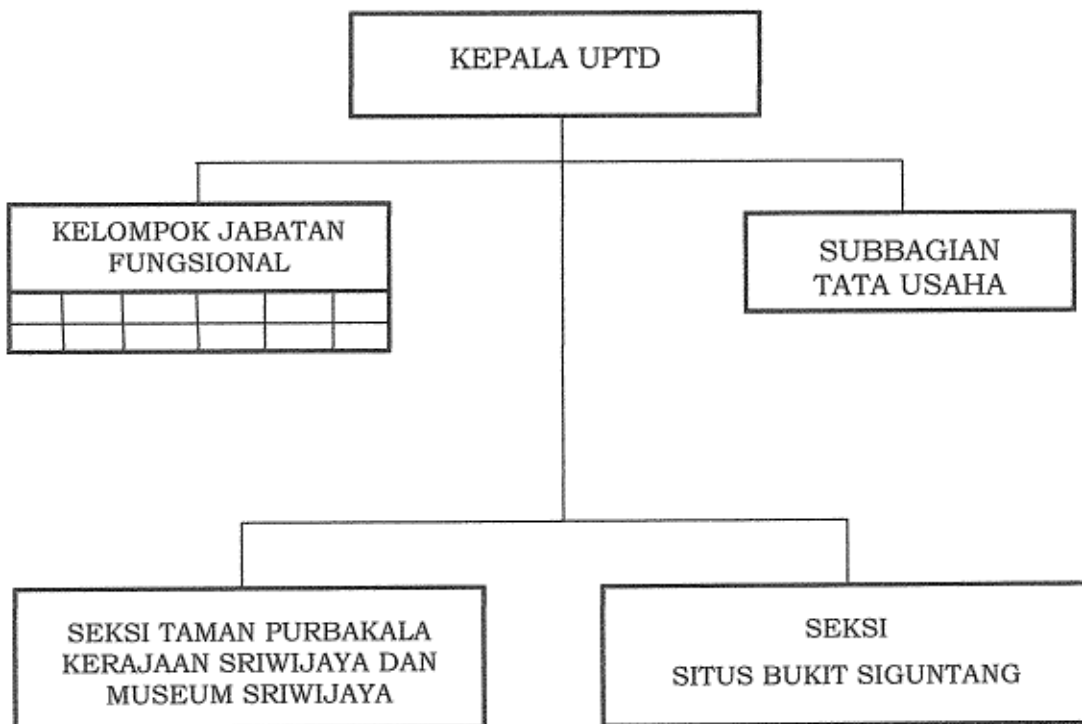 KEPALA UPTD
KELOMPOK JABATAN
FUNGSIONAL
SUBBAGIAN
TATA USAHA
SEKSI TAMAN PURBAKALA
KERAJAAN SRIWIJAYA DAN
MUSEUM SRIWIJAYA
SEKSI
SITUS BUKIT SIGUNTANG